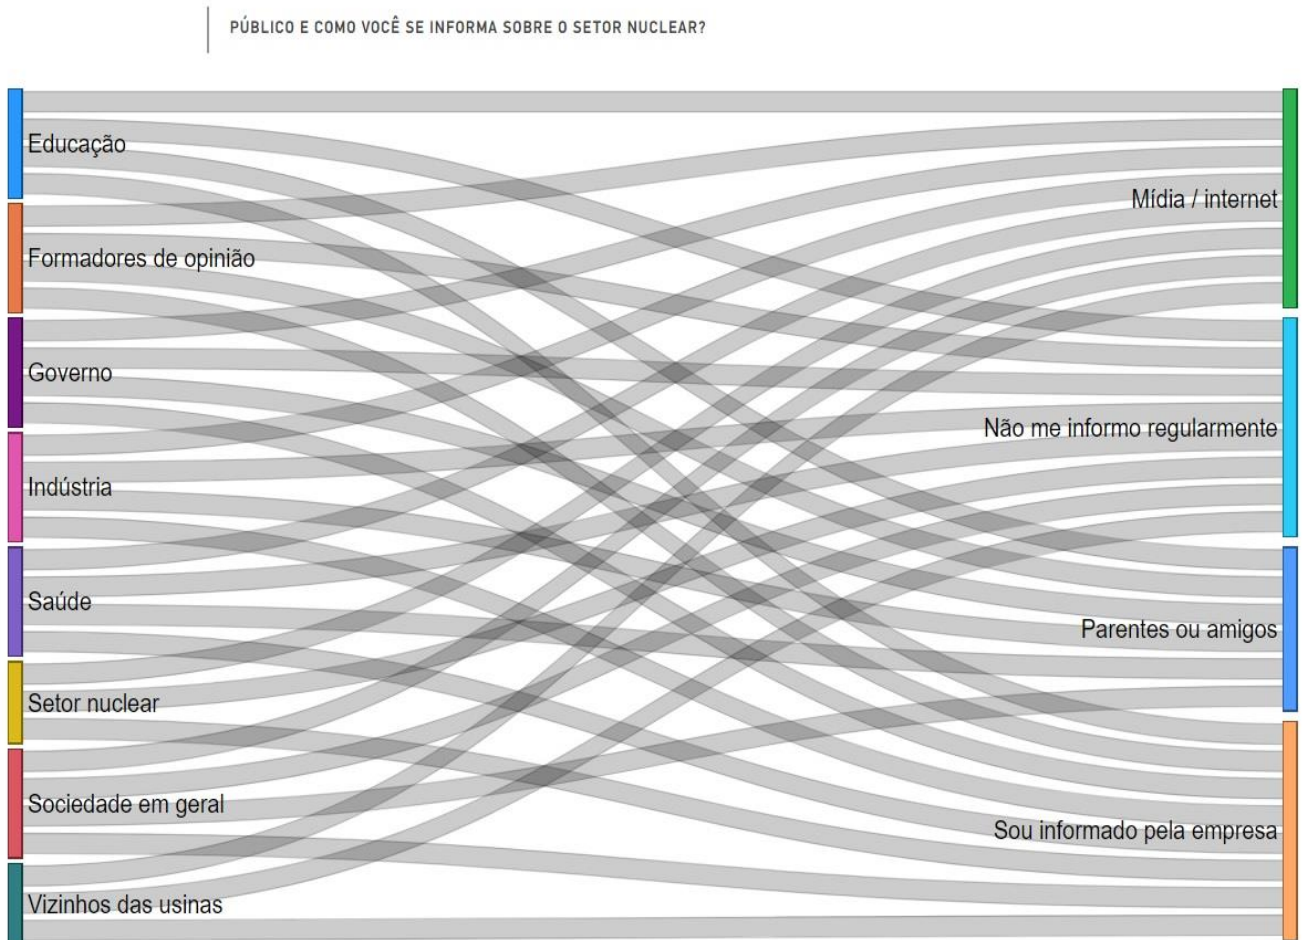 PÚBLICO E COMO VOCÊ SE INFORMA SOBRE O SETOR NUCLEAR?
Educação
Formadores de opinião
Governo
Indústria
Saúde
Setor nuclear
Sociedade em geral
Vizinhos das usinas
Mídia / internet
Não me informo regularmente
Parentes ou amigos
Sou informado pela empresa